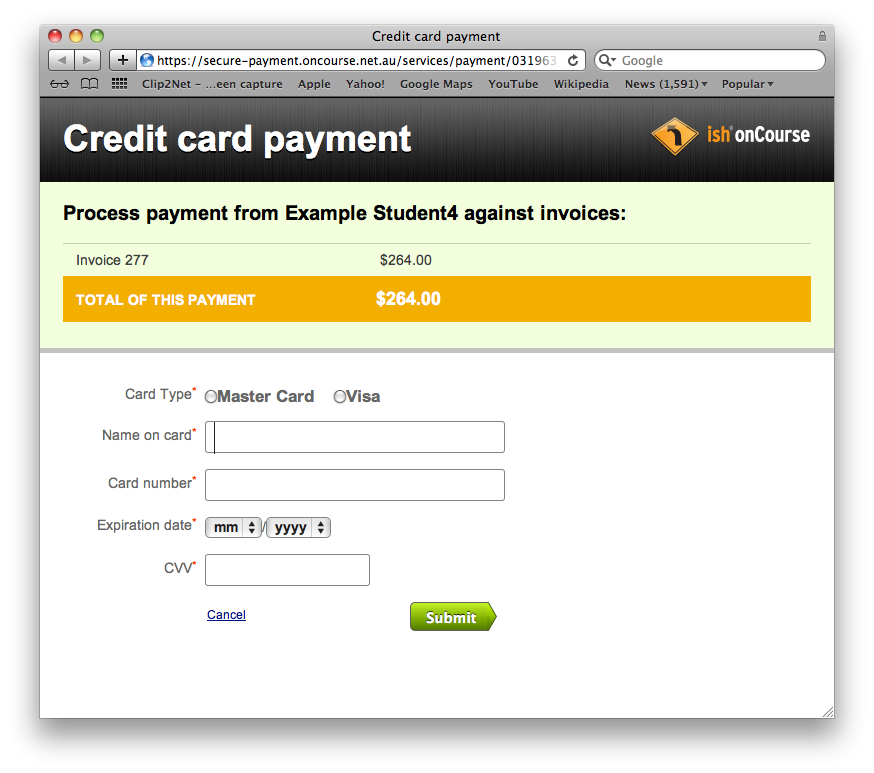 Credit card payment
https://secure-payment.oncourse.net.au/services/payment/031963
Google
Clip2Net - ...een capture Apple Yahoo! Google Maps YouTube Wikipedia News (1,591) Popular
Credit card payment
ish onCourse
Process payment from Example Student4 against invoices:
Invoice 277 $264.00
TOTAL OF THIS PAYMENT $264.00
Card Type* Master Card Visa
Name on card*
Card number*
Expiration date* mm / yyyy
CVV*
Cancel Submit